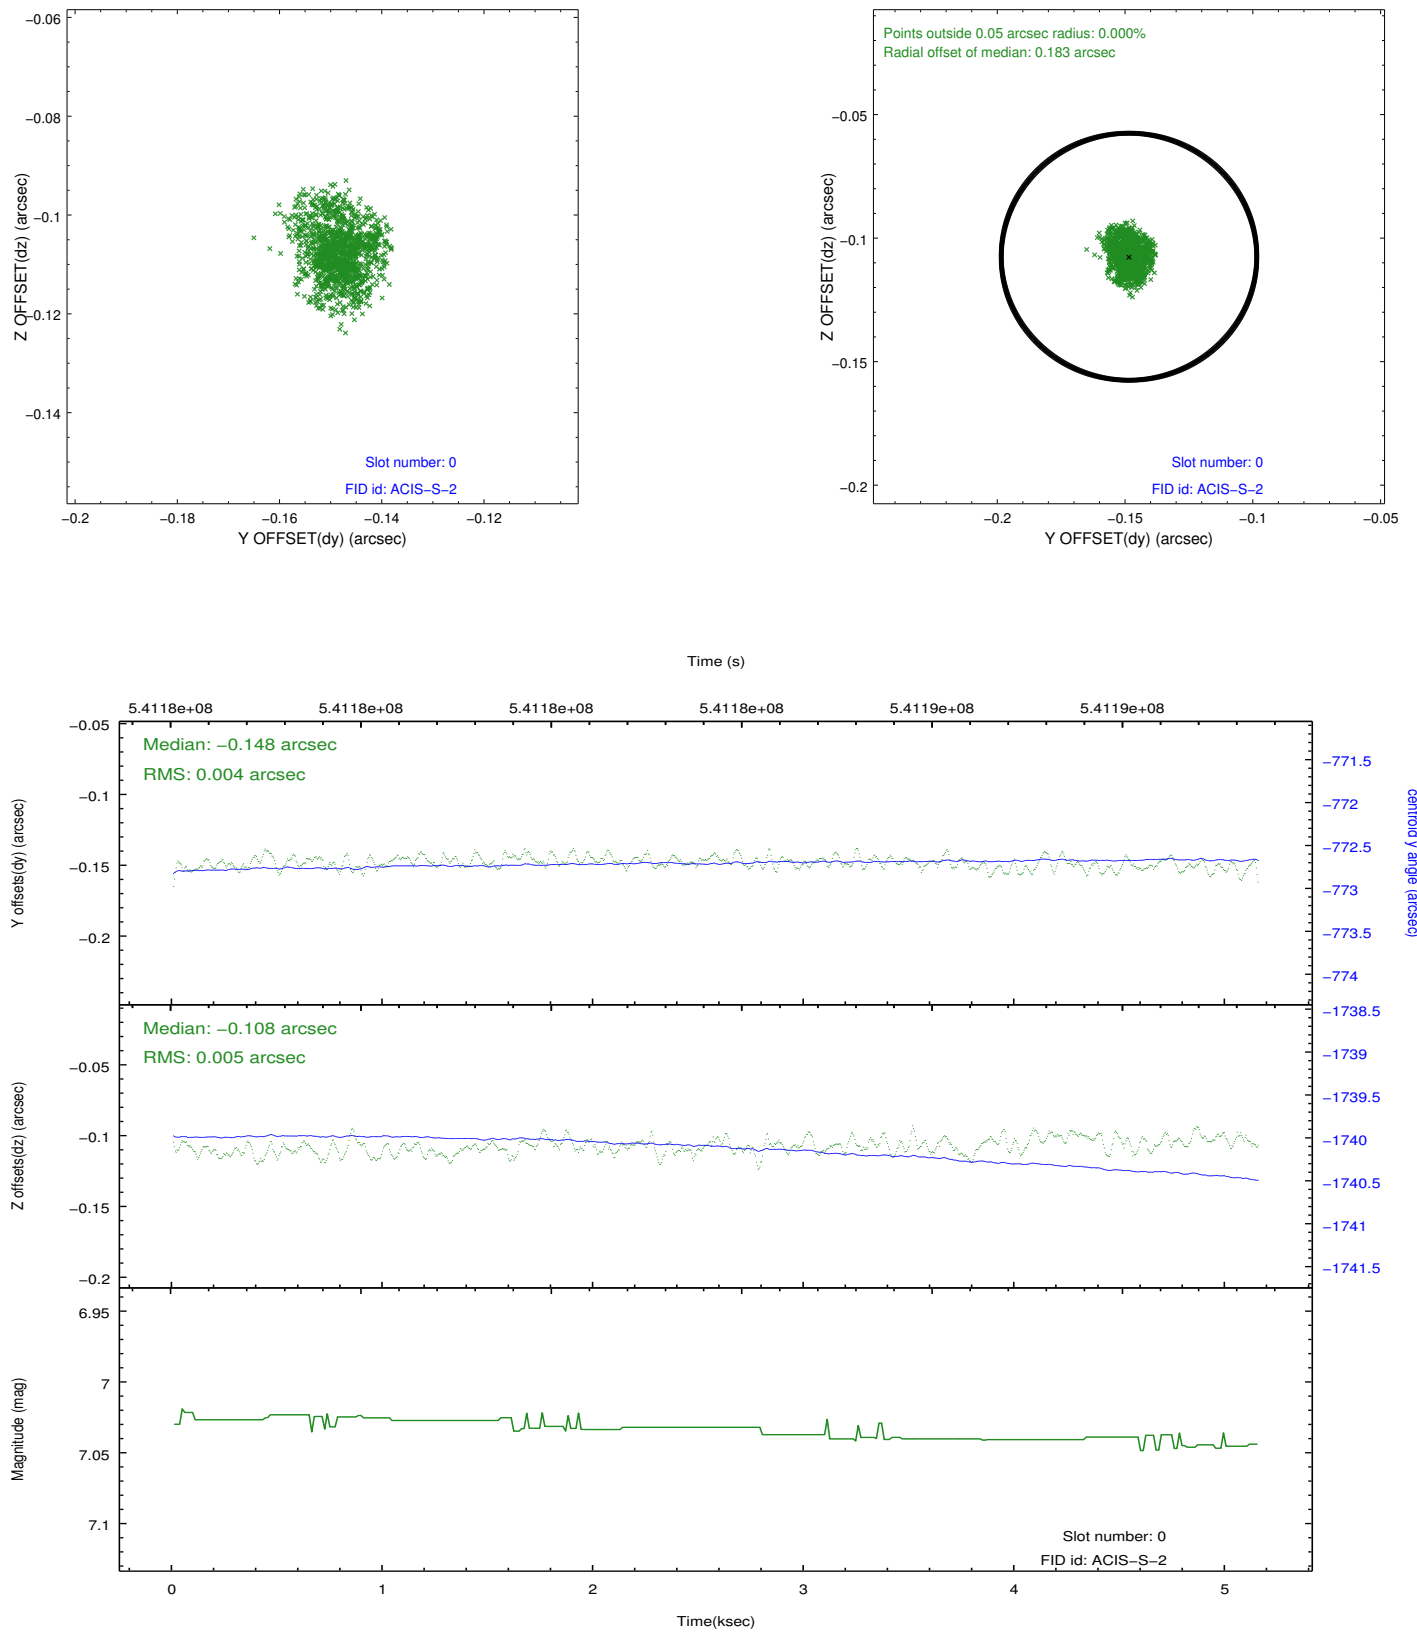 −0.06
−0.08
−0.1
−0.12
−0.14
Z OFFSET(dz) (arcsec)
Slot number: 0
FID id: ACIS−S−2
−0.2
−0.18
−0.16
−0.14
−0.12
Y OFFSET(dy) (arcsec)
Points outside 0.05 arcsec radius: 0.000%
Radial offset of median: 0.183 arcsec
−0.05
−0.1
−0.15
−0.2
Z OFFSET(dz) (arcsec)
Slot number: 0
FID id: ACIS−S−2
−0.2
−0.15
−0.1
−0.05
Y OFFSET(dy) (arcsec)
Time (s)
5.4118e+08
5.4118e+08
5.4118e+08
5.4118e+08
5.4119e+08
5.4119e+08
Median: −0.148 arcsec
RMS: 0.004 arcsec
−0.05
−0.1
−0.15
−0.2
Y offsets(dy) (arcsec)
−771.5
−772
−772.5
−773
−773.5
−774
centroid y angle (arcsec)
Median: −0.108 arcsec
RMS: 0.005 arcsec
−0.05
−0.1
−0.15
−0.2
Z offsets(dz) (arcsec)
−1738.5
−1739
−1739.5
−1740
−1740.5
−1741
−1741.5
6.95
7
7.05
7.1
Magnitude (mag)
Slot number: 0
FID id: ACIS−S−2
0
1
2
3
4
5
Time(ksec)